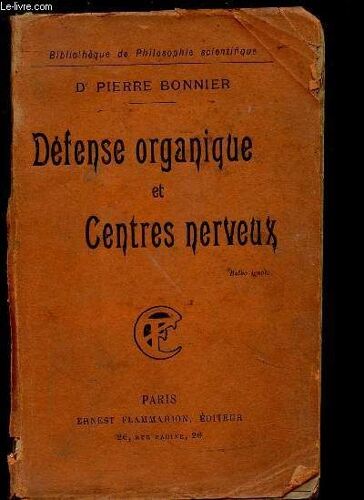 le-livre.com
Bibliothèque de Philosophie scientifique
Dr PIERRE BONNIER
Défense organique
et
Centres nerveux
PARIS
ERNEST FLAMMARION, ÉDITEUR
26, RUE RACINE, 26